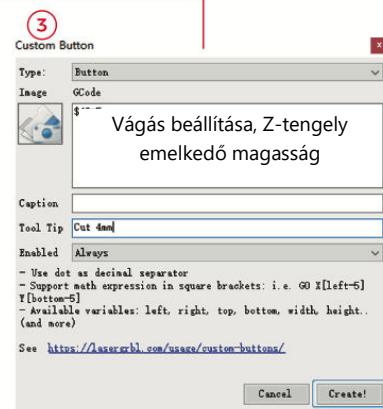 3
Custom Button
x
Type: Button
Image GCode
$
Vágás beállítása, Z-tengely
emelkedő magasság
Caption
Tool Tip Cut 4mm
Enabled Always
- Use dot as decimal separator
- Support math expression in square brackets: i.e. G0 X[left-5]
Y[bottom-5]
- Available variables: left, right, top, bottom, width, height..
(and more)
See https://lasergrbl.com/usage/custom-buttons/
Cancel Create!